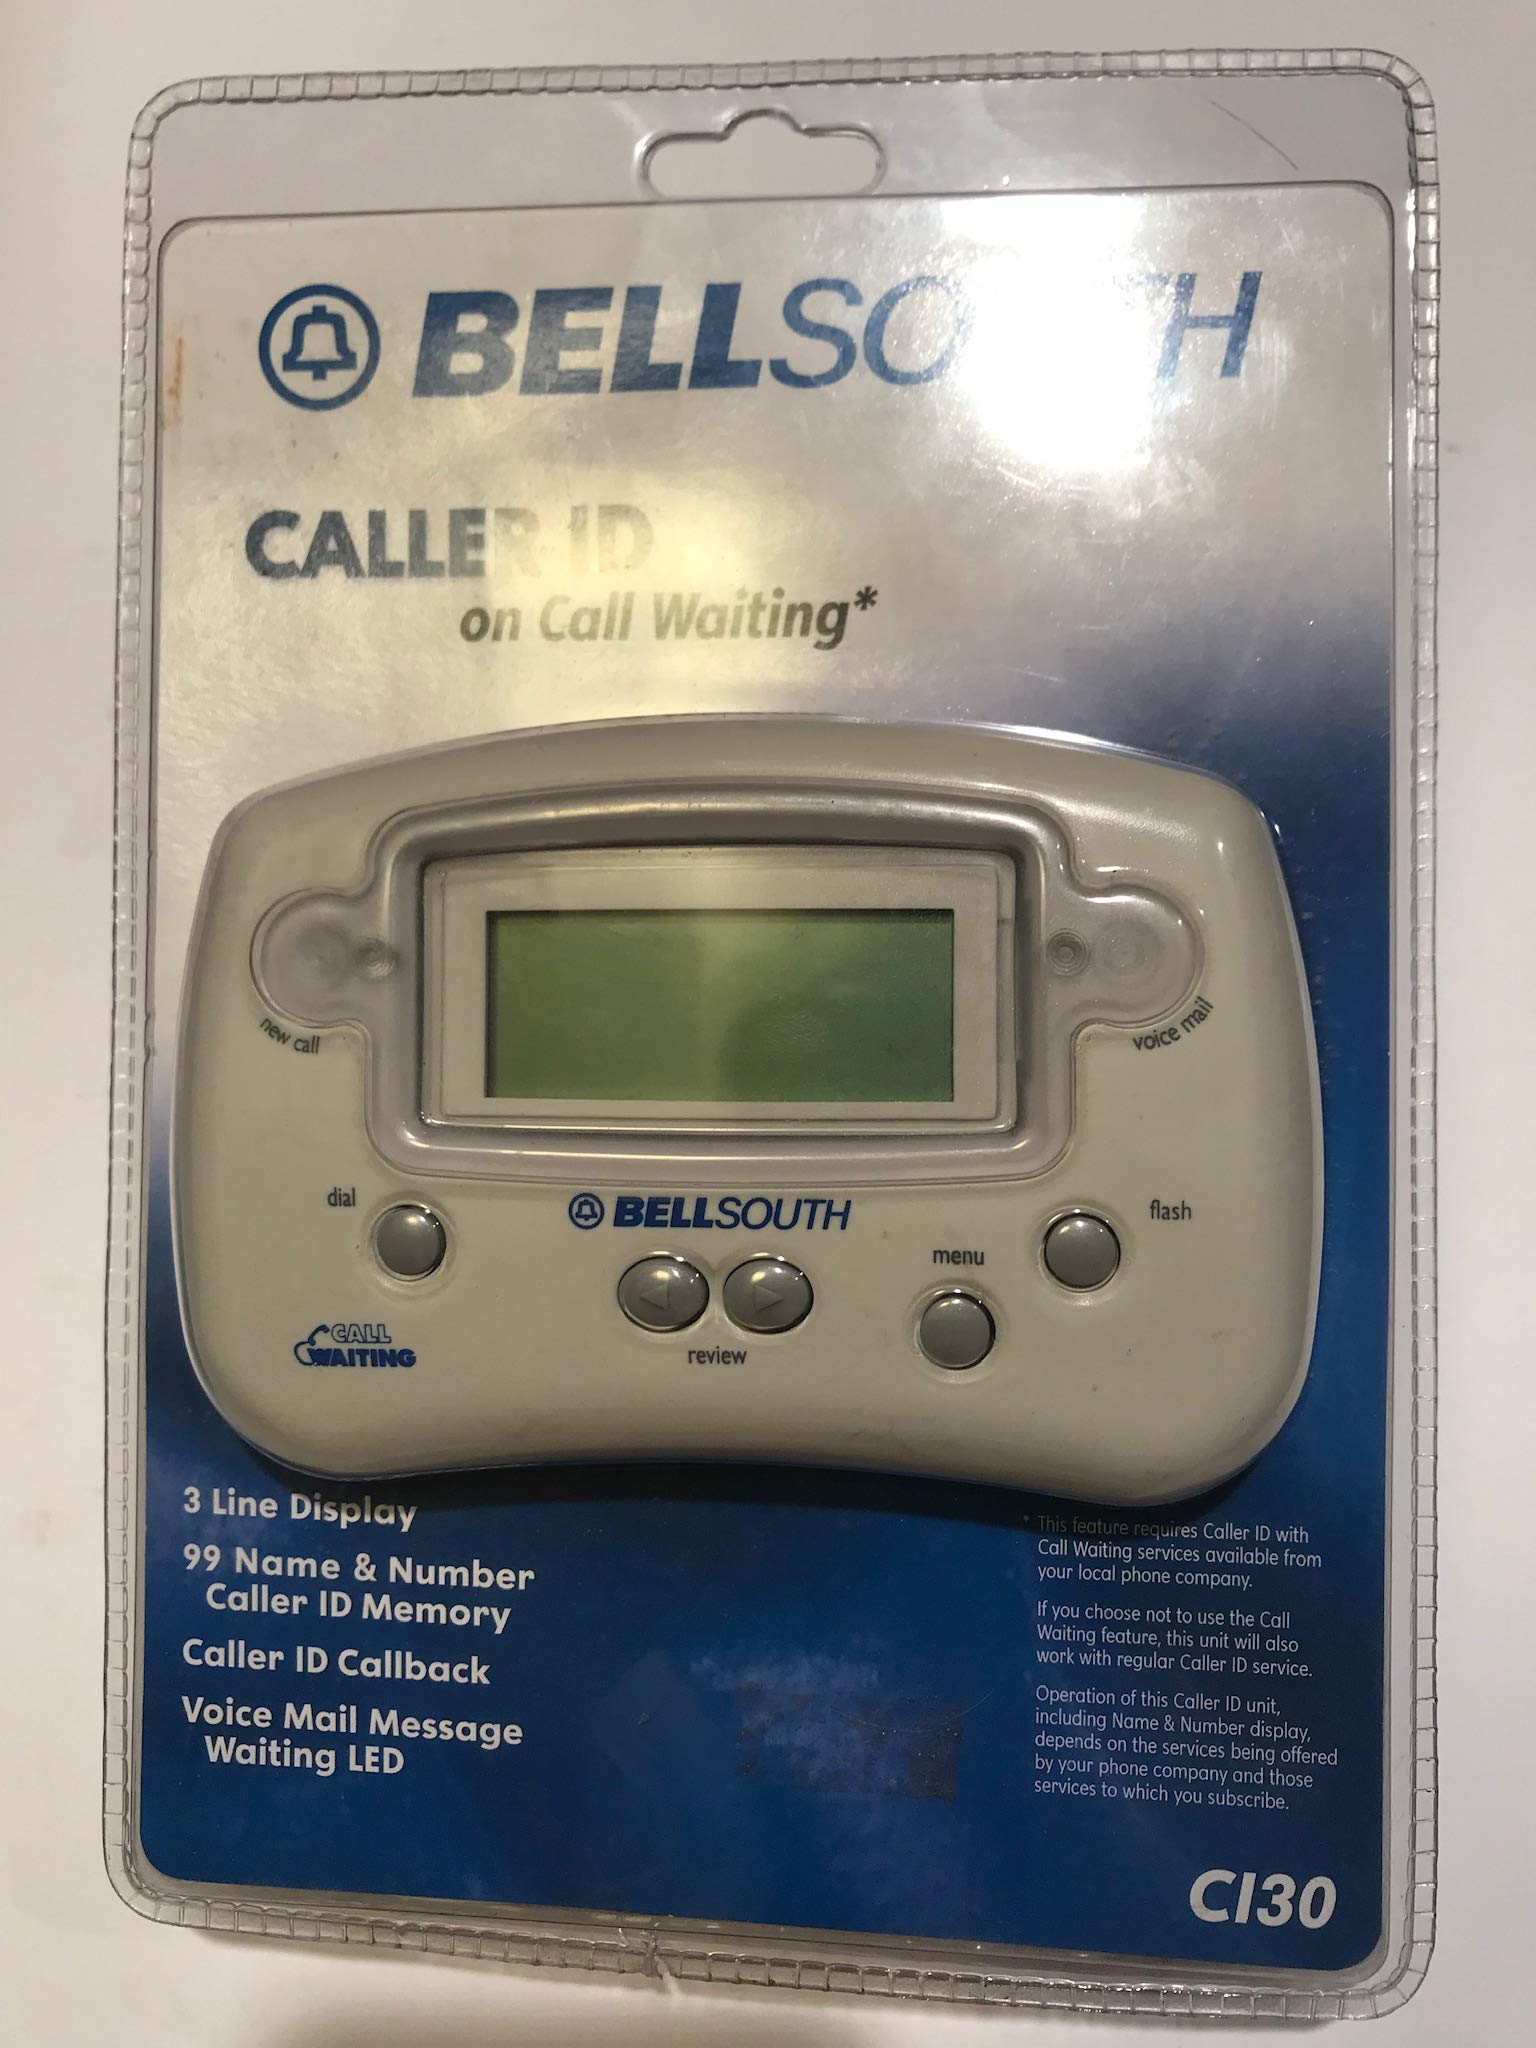 BELLSOUTH
CALLER ID
on Call Waiting*
new call
voice mail
dial
BELLSOUTH
flash
menu
CALL
WAITING
review
3 Line Display
99 Name & Number
Caller ID Memory
Caller ID Callback
Voice Mail Message
Waiting LED
* This feature requires Caller ID with
Call Waiting services available from
your local phone company.
If you choose not to use the Call
Waiting feature, this unit will also
work with regular Caller ID service.
Operation of this Caller ID unit,
including Name & Number display,
depends on the services being offered
by your phone company and those
services to which you subscribe.
CI30